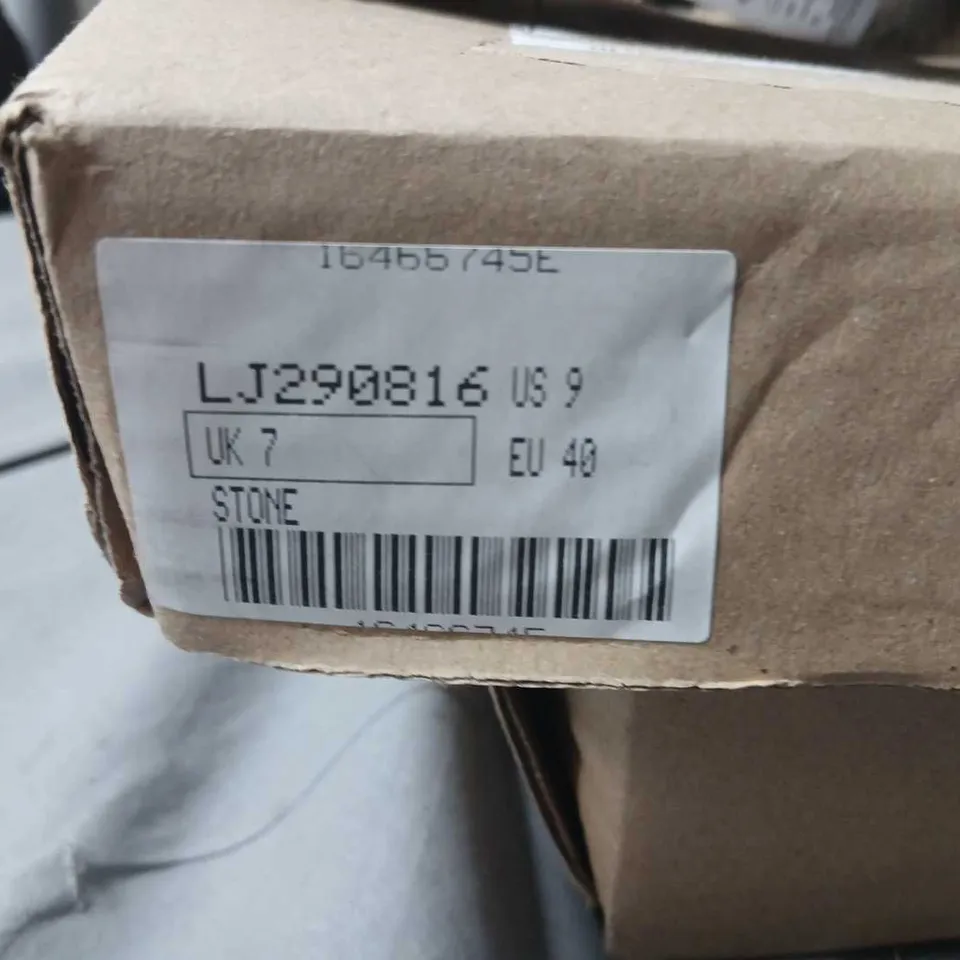 16466745E
LJ290816 US 9
UK 7 EU 40
STONE